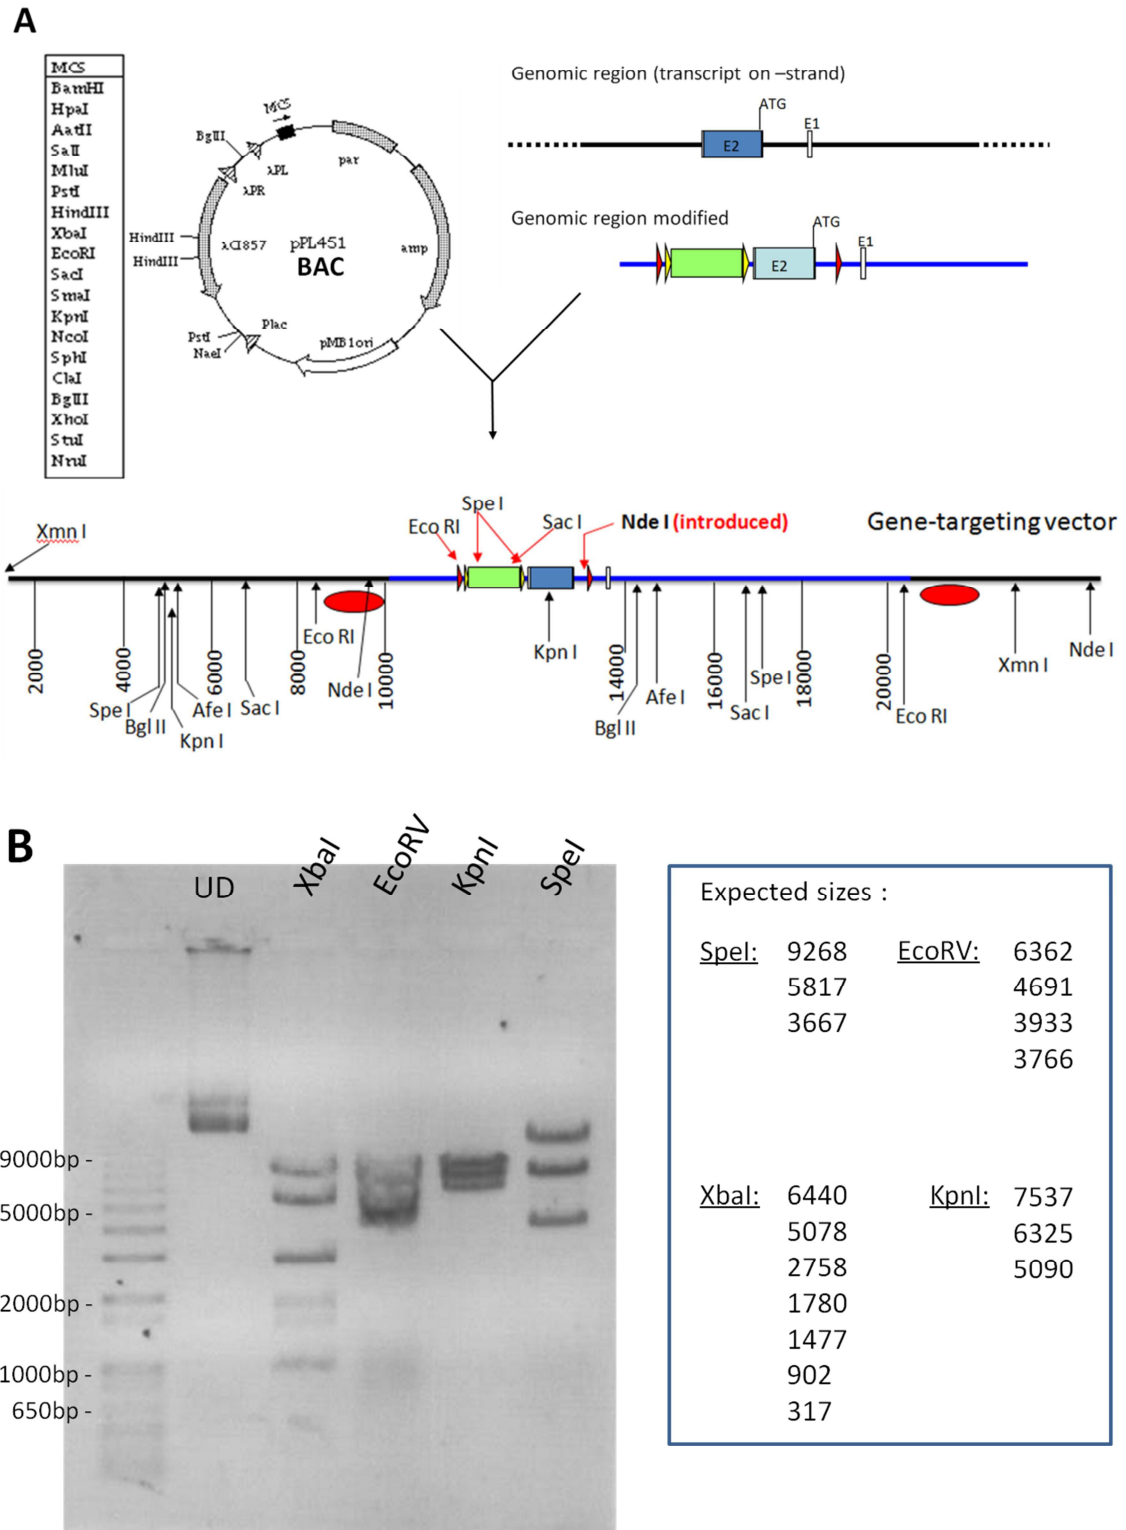 A
MCS
BamHI
HpaI
AatII
SalI
MluI
PstI
HindIII
XbaI
EcoRI
SacI
SmaI
KpnI
NcoI
SphI
ClaI
BglII
XhoI
StuI
NruI
MCS
BglII
λPL
λPR
par
HindIII
HindIII
λCI857
pPL451
BAC
amp
PstI
NaeI
Plac
pMB1ori
Genomic region (transcript on –strand)
ATG
E1
E2
Genomic region modified
ATG
E1
E2
Xmn I
Eco RI
Spe I
Sac I
Nde I (introduced)
Gene-targeting vector
2000
4000
6000
8000
10000
14000
16000
18000
20000
Spe I
Bgl II
Kpn I
Afe I
Sac I
Eco RI
Nde I
Kpn I
Bgl II
Afe I
Sac I
Spe I
Eco RI
Xmn I
Nde I
B
UD
XbaI
EcoRV
KpnI
SpeI
9000bp -
5000bp -
2000bp -
1000bp -
650bp -
Expected sizes :
SpeI: 9268
5817
3667
EcoRV: 6362
4691
3933
3766
XbaI: 6440
5078
2758
1780
1477
902
317
KpnI: 7537
6325
5090